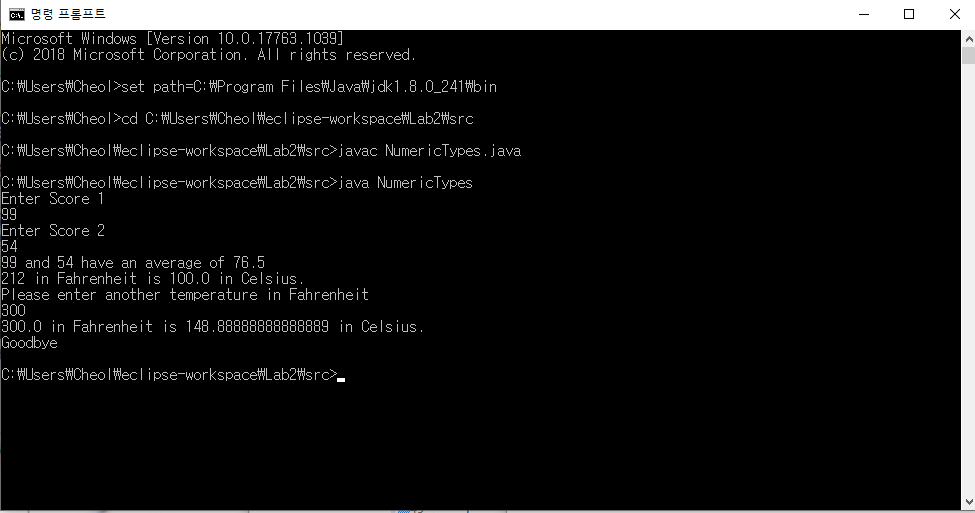 명령 프롬프트
Microsoft Windows [Version 10.0.17763.1039]
(c) 2018 Microsoft Corporation. All rights reserved.
C:₩Users₩Cheol>set path=C:₩Program Files₩Java₩jdk1.8.0_241₩bin
C:₩Users₩Cheol>cd C:₩Users₩Cheol₩eclipse-workspace₩Lab2₩src
C:₩Users₩Cheol₩eclipse-workspace₩Lab2₩src>javac NumericTypes.java
C:₩Users₩Cheol₩eclipse-workspace₩Lab2₩src>java NumericTypes
Enter Score 1
99
Enter Score 2
54
99 and 54 have an average of 76.5
212 in Fahrenheit is 100.0 in Celsius.
Please enter another temperature in Fahrenheit
300
300.0 in Fahrenheit is 148.88888888888889 in Celsius.
Goodbye
C:₩Users₩Cheol₩eclipse-workspace₩Lab2₩src>